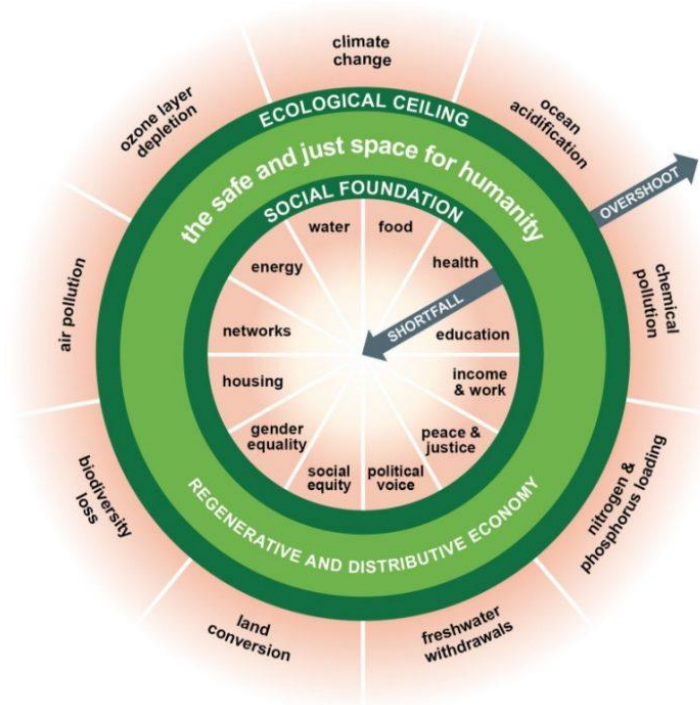 climate
change
ocean
acidification
chemical
pollution
nitrogen &
phosphorus loading
freshwater
withdrawals
land
conversion
biodiversity
loss
air pollution
ozone layer
depletion
ECOLOGICAL CEILING
the safe and just space for humanity
SOCIAL FOUNDATION
OVERSHOOT
SHORTFALL
water
food
health
education
income
& work
peace &
justice
political
voice
social
equity
gender
equality
housing
networks
energy
REGENERATIVE AND DISTRIBUTIVE ECONOMY